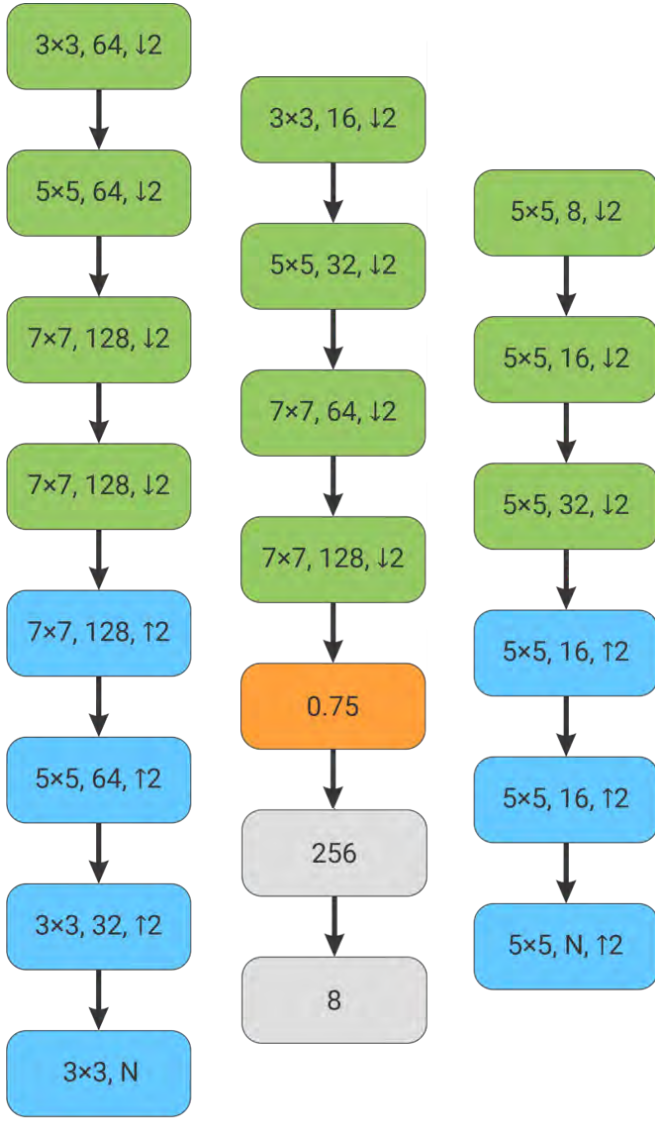 3×3, 64, ↓2
5×5, 64, ↓2
7×7, 128, ↓2
7×7, 128, ↓2
7×7, 128, ↑2
5×5, 64, ↑2
3×3, 32, ↑2
3×3, N
3×3, 16, ↓2
5×5, 32, ↓2
7×7, 64, ↓2
7×7, 128, ↓2
0.75
256
8
5×5, 8, ↓2
5×5, 16, ↓2
5×5, 32, ↓2
5×5, 16, ↑2
5×5, 16, ↑2
5×5, N, ↑2